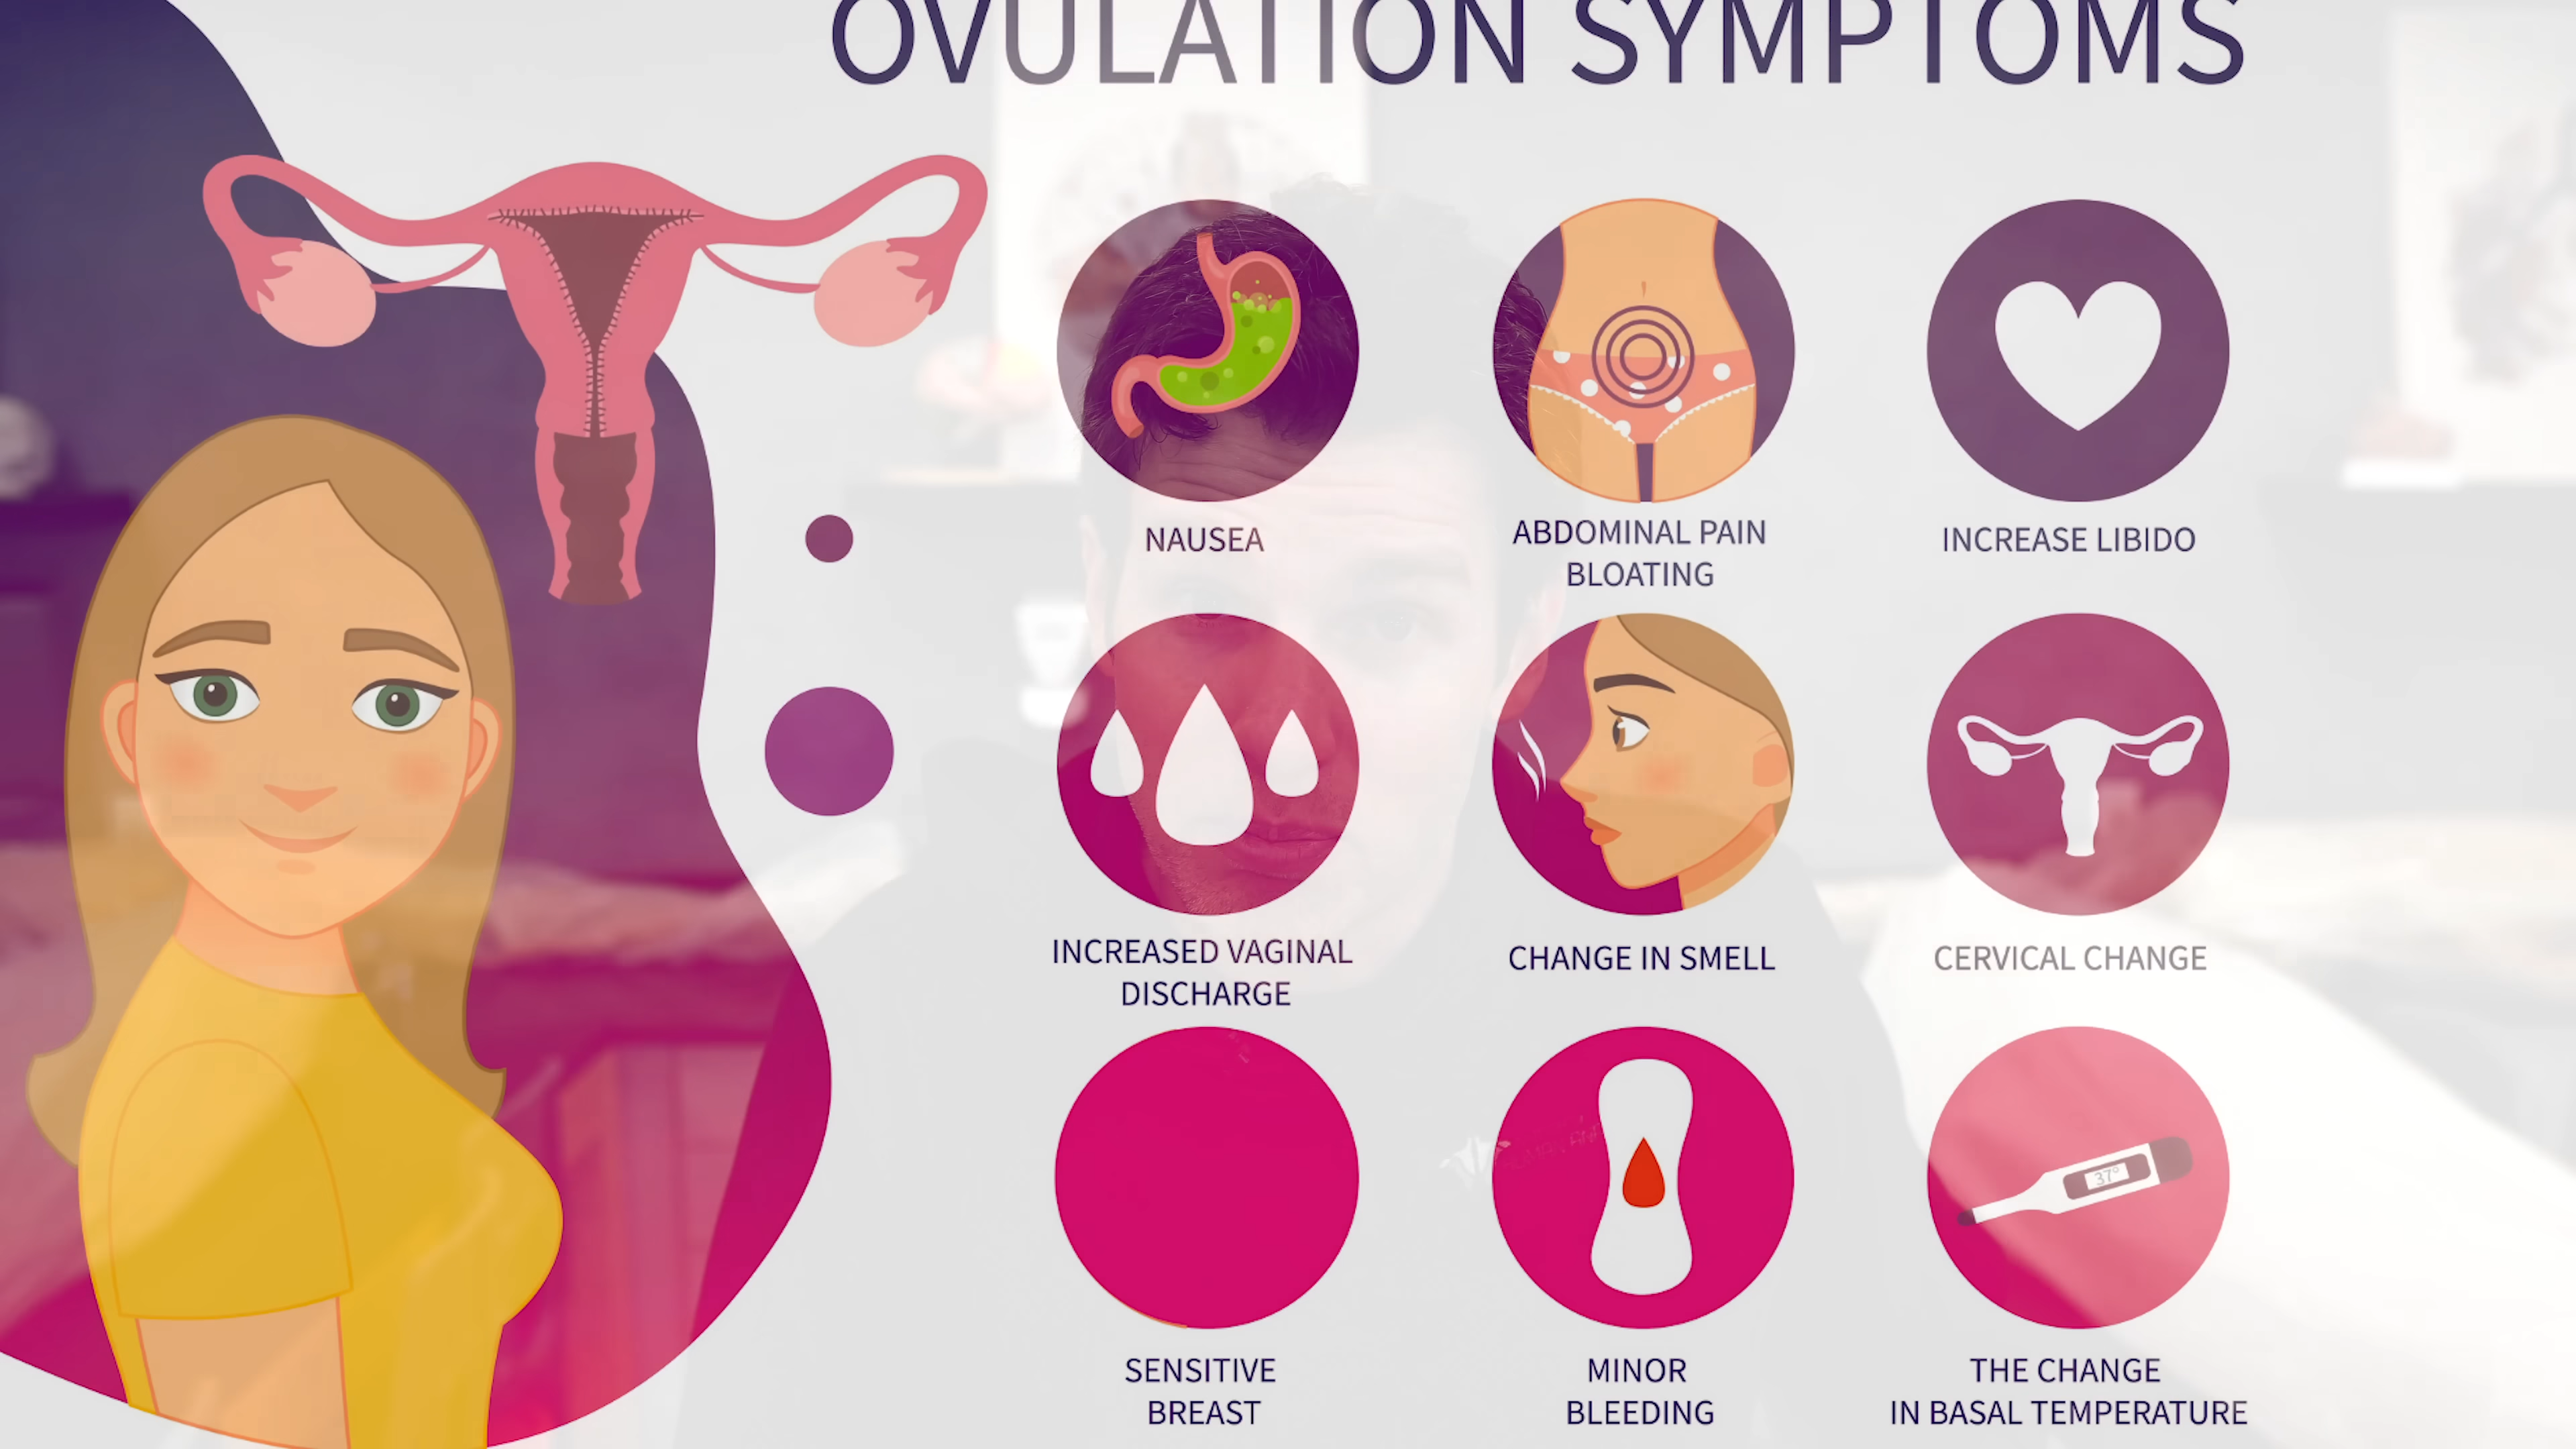 OVULATION SYMPTOMS
NAUSEA
ABDOMINAL PAIN
BLOATING
INCREASE LIBIDO
INCREASED VAGINAL
DISCHARGE
CHANGE IN SMELL
CERVICAL CHANGE
SENSITIVE
BREAST
MINOR
BLEEDING
37°
THE CHANGE
IN BASAL TEMPERATURE